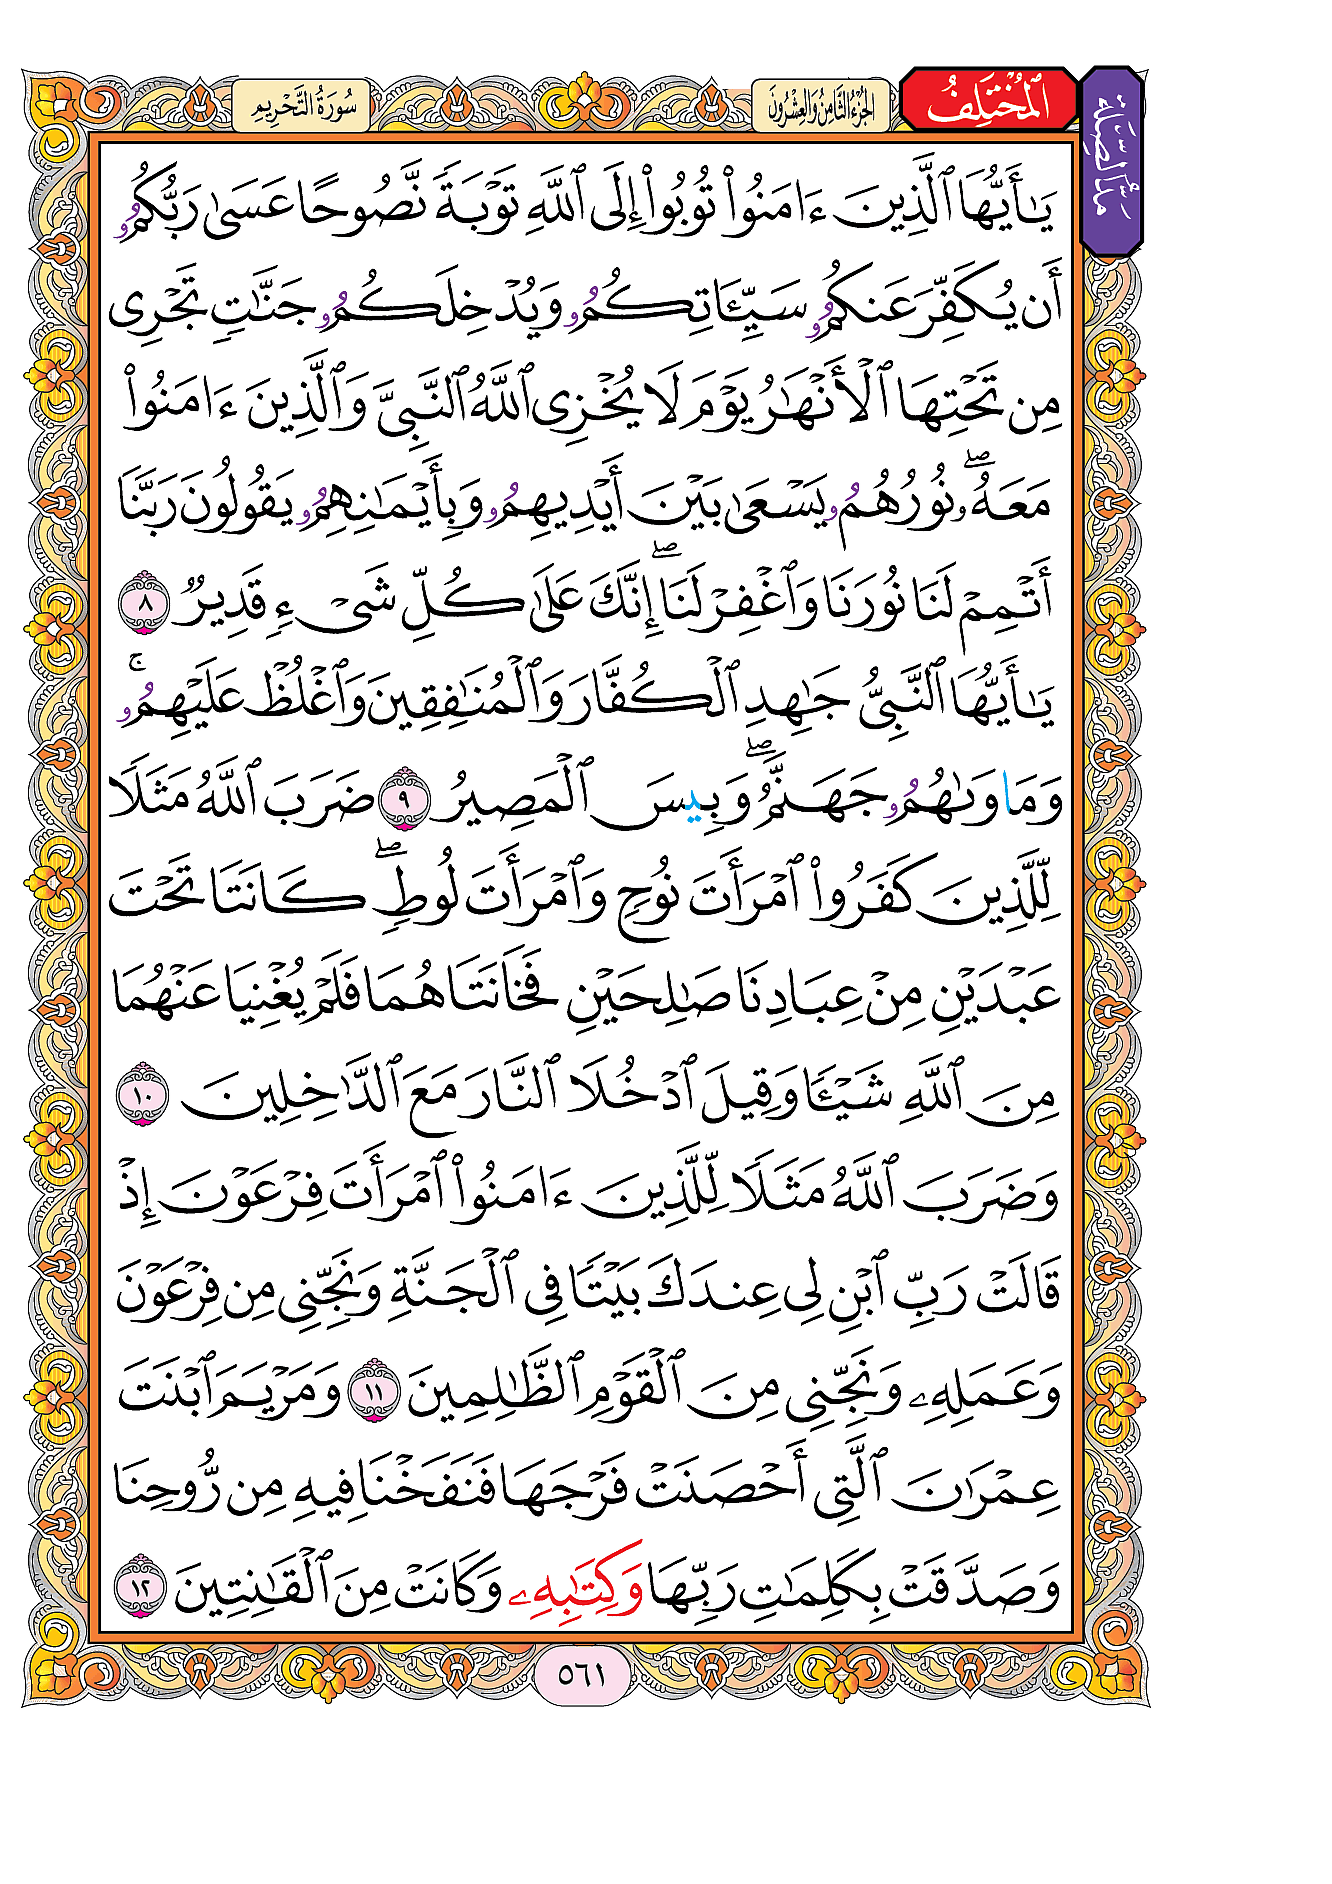 المُخْتَلِفُ
مَدُّ الصِّلَة
الجُزْءُ الثَّامِنُ وَالعِشْرُونَ
سُورَةُ التَّحْرِيمِ
يَٰٓأَيُّهَا ٱلَّذِينَ ءَامَنُوا۟ تُوبُوٓا۟ إِلَى ٱللَّهِ تَوْبَةً نَّصُوحًا عَسَىٰ رَبُّكُمُۥٓ
أَن يُكَفِّرَ عَنكُمُۥ سَيِّـَٔاتِكُمُۥ وَيُدْخِلَكُمُۥ جَنَّٰتٍ تَجْرِى
مِن تَحْتِهَا ٱلْأَنْهَٰرُ يَوْمَ لَا يُخْزِى ٱللَّهُ ٱلنَّبِىَّ وَٱلَّذِينَ ءَامَنُوا۟
مَعَهُۥ ۖ نُورُهُمُۥ يَسْعَىٰ بَيْنَ أَيْدِيهِمُۥ وَبِأَيْمَٰنِهِمُۥ يَقُولُونَ رَبَّنَآ
أَتْمِمْ لَنَا نُورَنَا وَٱغْفِرْ لَنَآ ۖ إِنَّكَ عَلَىٰ كُلِّ شَىْءٍ قَدِيرٌ ٨
يَٰٓأَيُّهَا ٱلنَّبِىُّ جَٰهِدِ ٱلْكُفَّارَ وَٱلْمُنَٰفِقِينَ وَٱغْلُظْ عَلَيْهِمُۥ ۚ
وَمَاوَىٰهُمُۥ جَهَنَّمُ ۖ وَبِيسَ ٱلْمَصِيرُ ٩ ضَرَبَ ٱللَّهُ مَثَلًا
لِّلَّذِينَ كَفَرُوا۟ ٱمْرَأَتَ نُوحٍ وَٱمْرَأَتَ لُوطٍ ۖ كَانَتَا تَحْتَ
عَبْدَيْنِ مِنْ عِبَادِنَا صَٰلِحَيْنِ فَخَانَتَاهُمَا فَلَمْ يُغْنِيَا عَنْهُمَا
مِنَ ٱللَّهِ شَيْـًٔا وَقِيلَ ٱدْخُلَا ٱلنَّارَ مَعَ ٱلدَّٰخِلِينَ ١٠
وَضَرَبَ ٱللَّهُ مَثَلًا لِّلَّذِينَ ءَامَنُوا۟ ٱمْرَأَتَ فِرْعَوْنَ إِذْ
قَالَتْ رَبِّ ٱبْنِ لِى عِندَكَ بَيْتًا فِى ٱلْجَنَّةِ وَنَجِّنِى مِن فِرْعَوْنَ
وَعَمَلِهِۦ وَنَجِّنِى مِنَ ٱلْقَوْمِ ٱلظَّٰلِمِينَ ١١ وَمَرْيَمَ ٱبْنَتَ
عِمْرَٰنَ ٱلَّتِىٓ أَحْصَنَتْ فَرْجَهَا فَنَفَخْنَا فِيهِ مِن رُّوحِنَا
وَصَدَّقَتْ بِكَلِمَٰتِ رَبِّهَا وَكِتَٰبِهِۦ وَكَانَتْ مِنَ ٱلْقَٰنِتِينَ ١٢
٥٦١